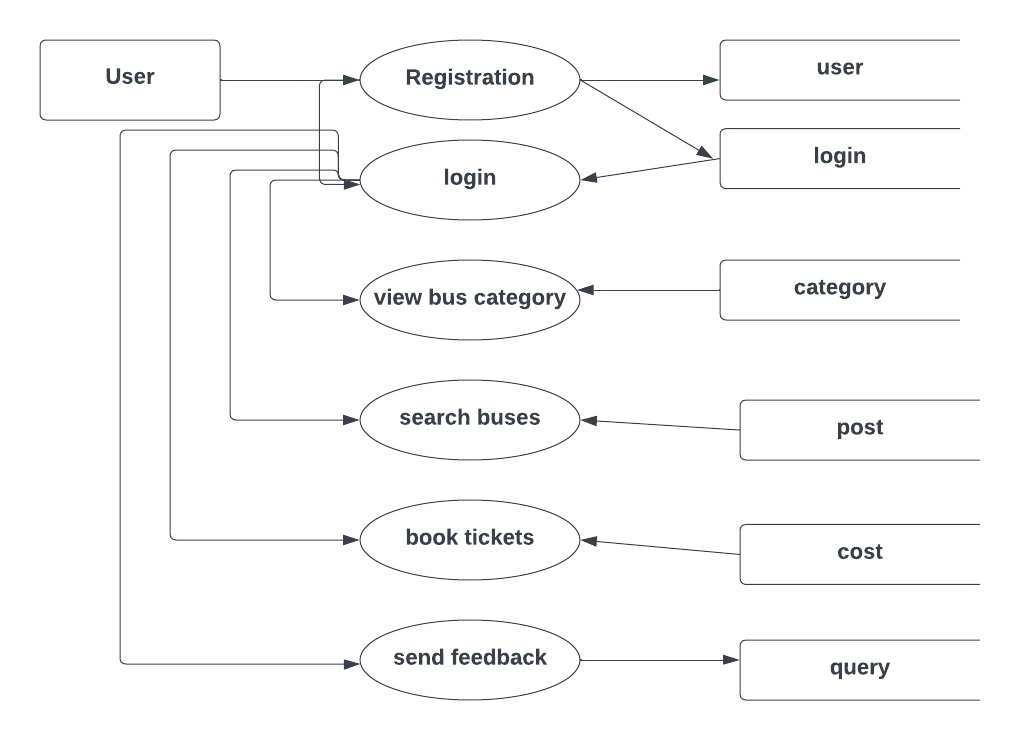 User
Registration
user
login
login
view bus category
category
search buses
post
book tickets
cost
send feedback
query